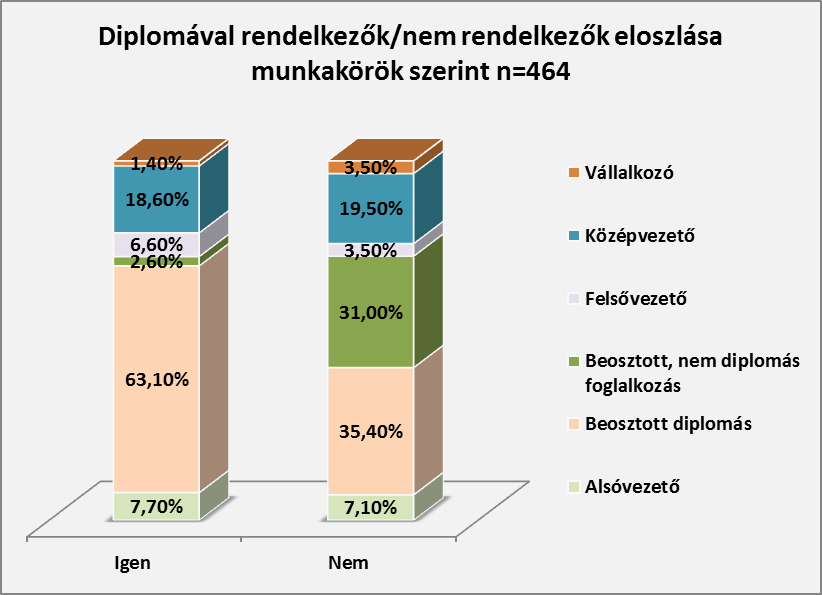 Diplomával rendelkezők/nem rendelkezők eloszlása
munkakörök szerint n=464
1,40%
18,60%
6,60%
2,60%
63,10%
7,70%
3,50%
19,50%
3,50%
31,00%
35,40%
7,10%
Igen
Nem
Vállalkozó
Középvezető
Felsővezető
Beosztott, nem diplomás
foglalkozás
Beosztott diplomás
Alsóvezető